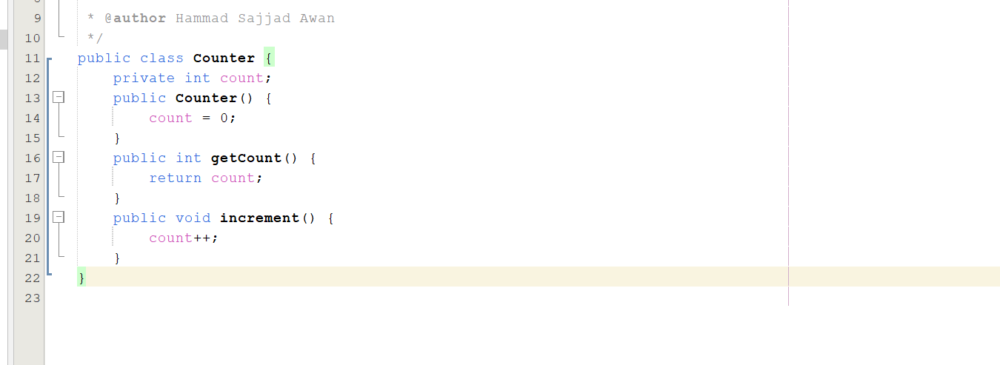 9 * @author Hammad Sajjad Awan
10 */
11 public class Counter {
12 private int count;
13 public Counter() {
14 count = 0;
15 }
16 public int getCount() {
17 return count;
18 }
19 public void increment() {
20 count++;
21 }
22 }
23